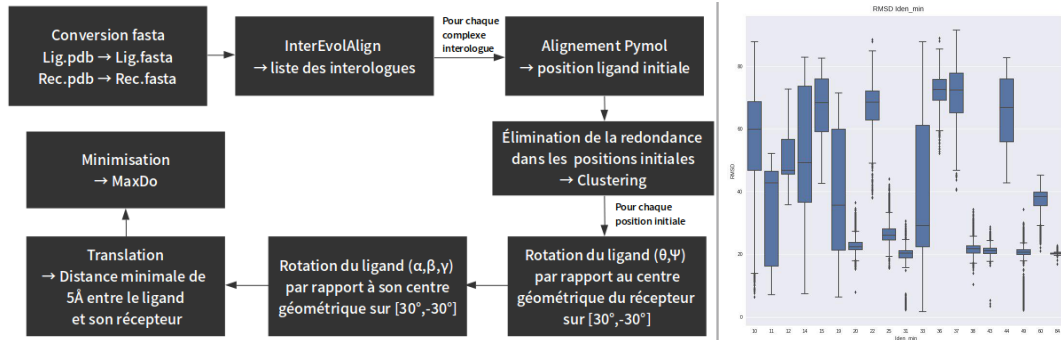 Conversion fasta
Lig.pdb → Lig.fasta
Rec.pdb → Rec.fasta
InterEvolAlign
→ liste des interologues
Pour chaque
complexe
interologue
Alignement Pymol
→ position ligand initiale
Élimination de la redondance
dans les positions initiales
→ Clustering
Pour chaque
position initiale
Rotation du ligand (θ,Ψ)
par rapport au centre
géométrique du récepteur
sur [30°,-30°]
Rotation du ligand (α,β,γ)
par rapport à son centre
géométrique sur [30°,-30°]
Translation
→ Distance minimale de
5Å entre le ligand
et son récepteur
Minimisation
→ MaxDo
RMSD Iden_min
RMSD
80
60
40
20
0
10 11 12 14 15 19 20 22 25 31 33 36 37 38 43 44 49 60 84
Iden_min